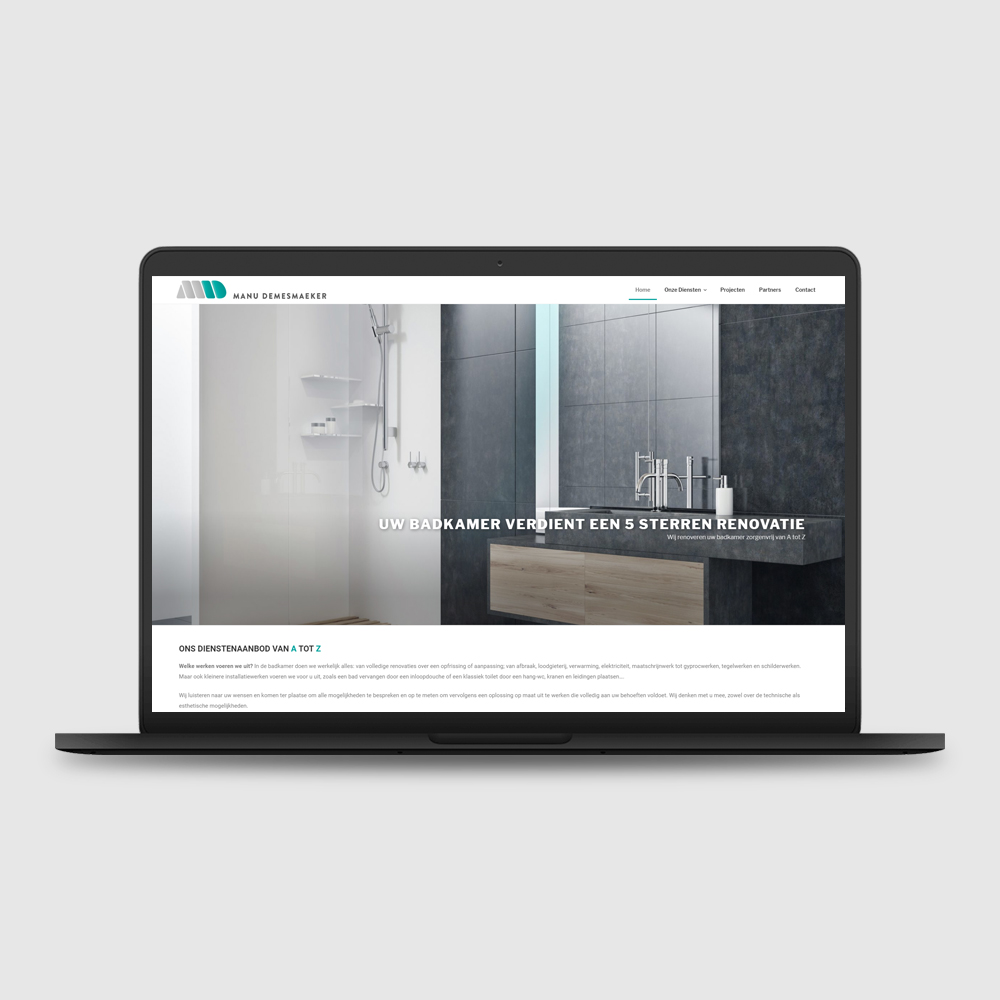 MANU DEMESMAEKER
Home
Onze Diensten
Projecten
Partners
Contact
UW BADKAMER VERDIENT EEN 5 STERREN RENOVATIE
Wij renoveren uw badkamer zorgenvrij van A tot Z
ONS DIENSTENAANBOD VAN A TOT Z
Welke werken voeren we uit? In de badkamer doen we werkelijk alles: van volledige renovaties over een opfrissing of aanpassing, van afbraak, loodgieterij, verwarming, elektriciteit, maatschrijnwerk tot gyprocwerken, tegelwerken en schilderwerken.
Maar ook kleinere installatiewerken voeren we voor u uit, zoals een bad vervangen door een inloopdouche of een klassiek toilet door een hang-wc, kranen en leidingen plaatsen...
Wij luisteren naar uw wensen en komen ter plaatse om alle mogelijkheden te bespreken en op te meten om vervolgens een oplossing op maat uit te werken die volledig aan uw behoeften voldoet. Wij denken met u mee, zowel over de technische als
esthetische mogelijkheden.